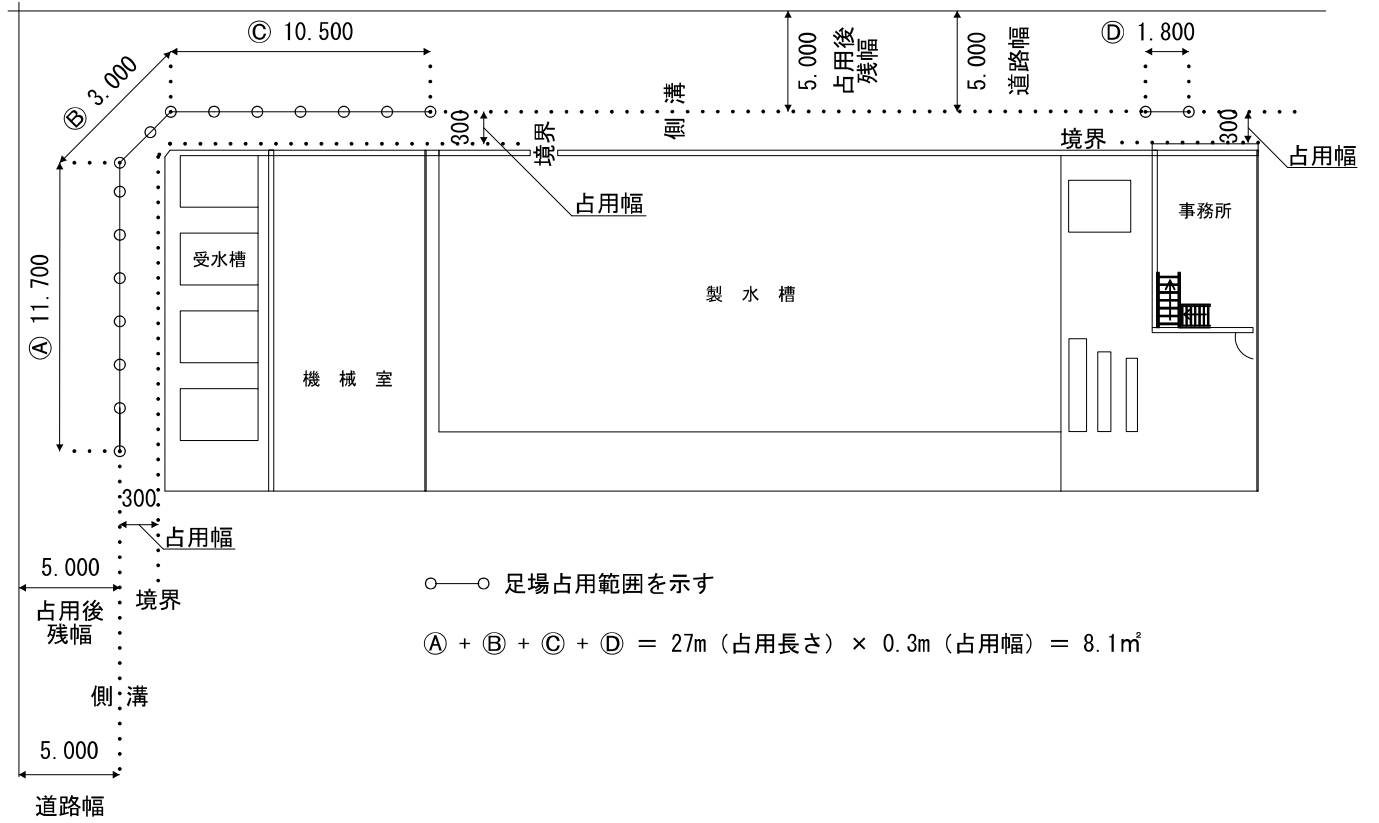 Ⓒ 10.500
Ⓓ 1.800
Ⓑ 3.000
5.000
占用後
残幅
5.000
道路幅
側溝
300
境界
境界
300
占用幅
占用幅
事務所
受水槽
製 水 槽
Ⓐ 11.700
機 械 室
300
占用幅
5.000
占用後
残幅
境界
足場占用範囲を示す
Ⓐ + Ⓑ + Ⓒ + Ⓓ = 27m（占用長さ）× 0.3m（占用幅）= 8.1㎡
側溝
5.000
道路幅